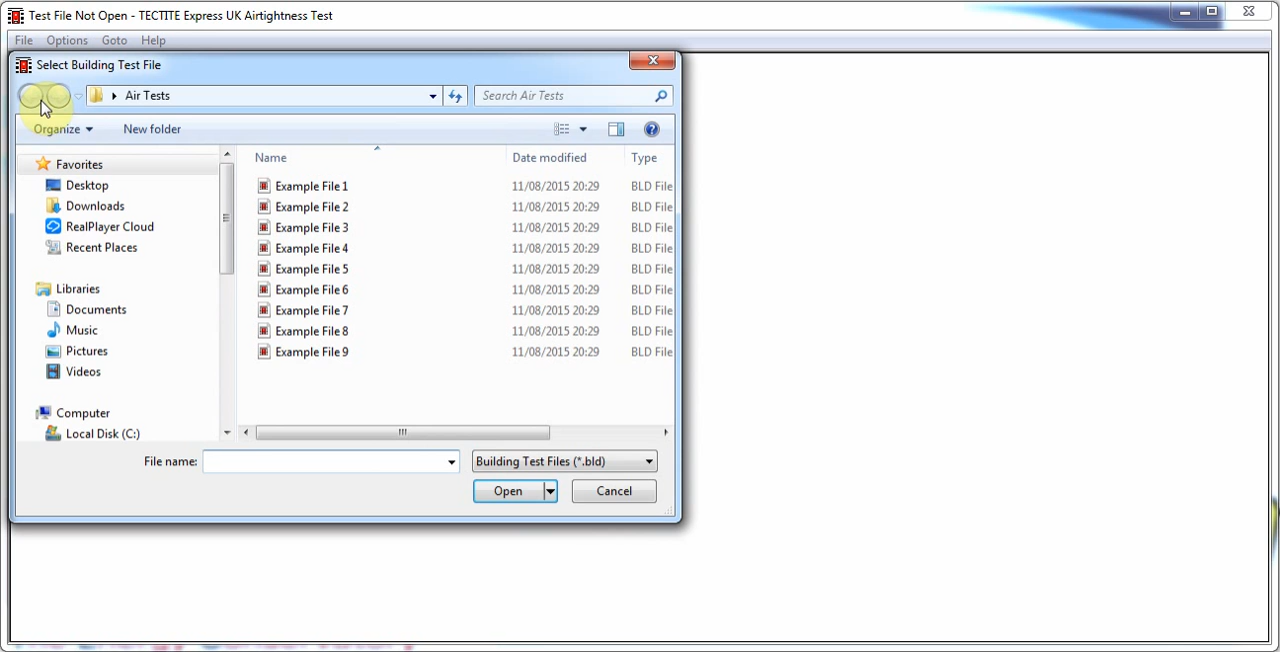 Test File Not Open - TECTITE Express UK Airtightness Test
File Options Goto Help
Select Building Test File
Air Tests Search Air Tests
Organize New folder
Name Date modified Type
Favorites
Desktop
Downloads
RealPlayer Cloud
Recent Places
Libraries
Documents
Music
Pictures
Videos
Computer
Local Disk (C:)
Example File 1 11/08/2015 20:29 BLD File
Example File 2 11/08/2015 20:29 BLD File
Example File 3 11/08/2015 20:29 BLD File
Example File 4 11/08/2015 20:29 BLD File
Example File 5 11/08/2015 20:29 BLD File
Example File 6 11/08/2015 20:29 BLD File
Example File 7 11/08/2015 20:29 BLD File
Example File 8 11/08/2015 20:29 BLD File
Example File 9 11/08/2015 20:29 BLD File
File name: Building Test Files (*.bld)
Open Cancel